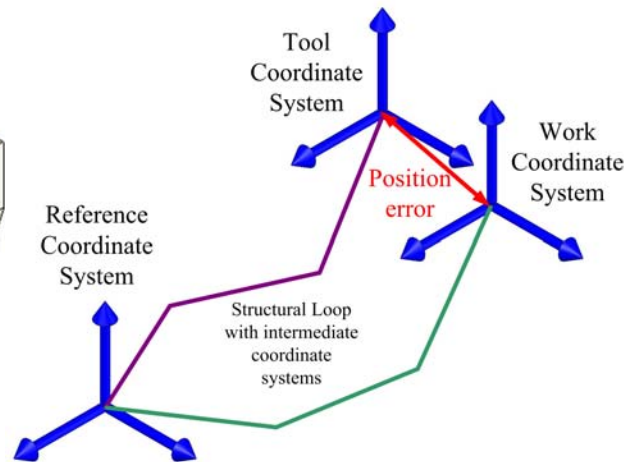 Tool
Coordinate
System
Work
Coordinate
System
Position
error
Reference
Coordinate
System
Structural Loop
with intermediate
coordinate
systems